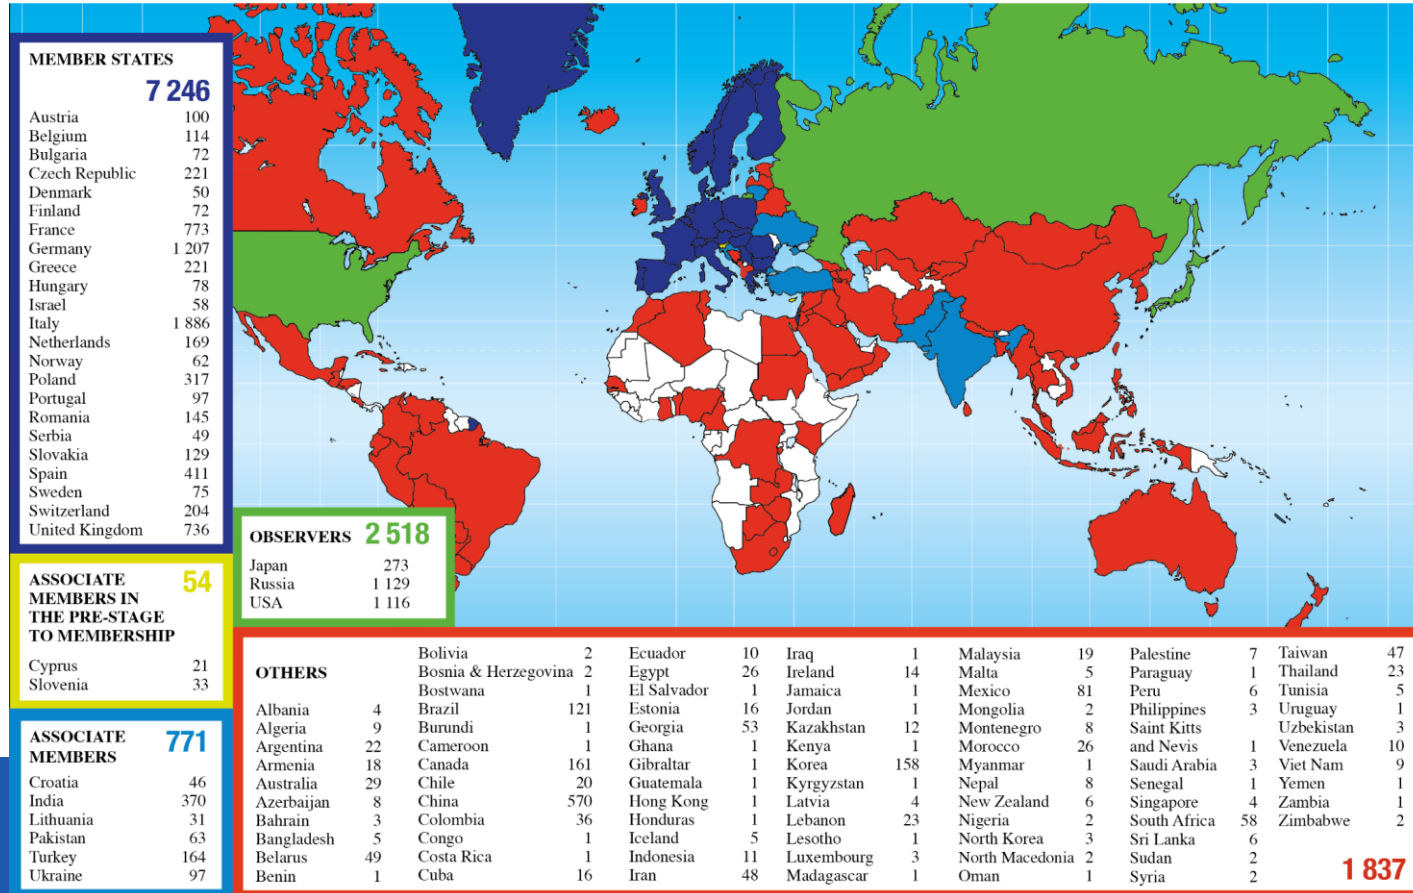 MEMBER STATES
7 246
Austria 100
Belgium 114
Bulgaria 72
Czech Republic 221
Denmark 50
Finland 72
France 773
Germany 1 207
Greece 221
Hungary 78
Israel 58
Italy 1 886
Netherlands 169
Norway 62
Poland 317
Portugal 97
Romania 145
Serbia 49
Slovakia 129
Spain 411
Sweden 75
Switzerland 204
United Kingdom 736
ASSOCIATE 54
MEMBERS IN
THE PRE-STAGE
TO MEMBERSHIP
Cyprus 21
Slovenia 33
ASSOCIATE 771
MEMBERS
Croatia 46
India 370
Lithuania 31
Pakistan 63
Turkey 164
Ukraine 97
OBSERVERS 2 518
Japan 273
Russia 1 129
USA 1 116
OTHERS
Albania 4
Algeria 9
Argentina 22
Armenia 18
Australia 29
Azerbaijan 8
Bahrain 3
Bangladesh 5
Belarus 49
Benin 1
Bolivia 2
Bosnia & Herzegovina 2
Bostwana 1
Brazil 121
Burundi 1
Cameroon 1
Canada 161
Chile 20
China 570
Colombia 36
Congo 1
Costa Rica 1
Cuba 16
Ecuador 10
Egypt 26
El Salvador 1
Estonia 16
Georgia 53
Ghana 1
Gibraltar 1
Guatemala 1
Hong Kong 1
Honduras 1
Iceland 5
Indonesia 11
Iran 48
Iraq 1
Ireland 14
Jamaica 1
Jordan 1
Kazakhstan 12
Kenya 1
Korea 158
Kyrgyzstan 1
Latvia 4
Lebanon 23
Lesotho 1
Luxembourg 3
Madagascar 1
Malaysia 19
Malta 5
Mexico 81
Mongolia 2
Montenegro 8
Morocco 26
Myanmar 1
Nepal 8
New Zealand 6
Nigeria 2
North Korea 3
North Macedonia 2
Oman 1
Palestine 7
Paraguay 1
Peru 6
Philippines 3
Saint Kitts
and Nevis 1
Saudi Arabia 3
Senegal 1
Singapore 4
South Africa 58
Sri Lanka 6
Sudan 2
Syria 2
Taiwan 47
Thailand 23
Tunisia 5
Uruguay 1
Uzbekistan 3
Venezuela 10
Viet Nam 9
Yemen 1
Zambia 1
Zimbabwe 2
1 837